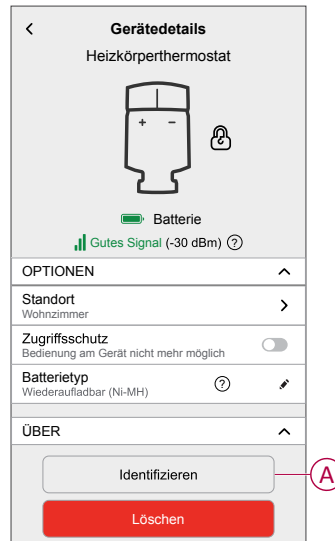 Gerätedetails
Heizkörperthermostat
+ −
Batterie
Gutes Signal (-30 dBm) ?
OPTIONEN
Standort
Wohnzimmer
Zugriffsschutz
Bedienung am Gerät nicht mehr möglich
Batterietyp ?
Wiederaufladbar (Ni-MH)
ÜBER
Identifizieren A
Löschen